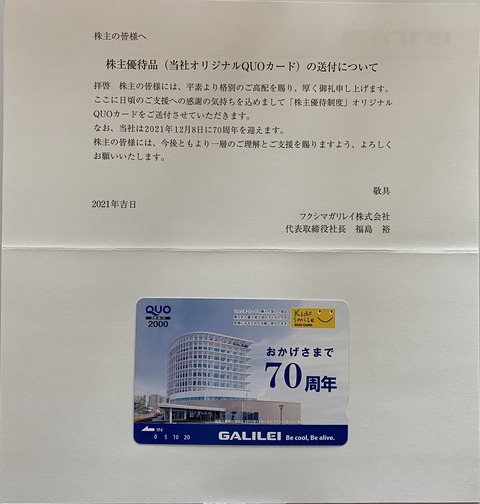 株主の皆様へ
株主優待品（当社オリジナルQUOカード）の送付について
拝啓　株主の皆様には、平素より格別のご高配を賜り、厚く御礼申し上げます。
ここに日頃のご支援への感謝の気持ちを込めまして「株主優待制度」オリジナル
QUOカードをご送付させていただきます。
なお、当社は2021年12月8日に70周年を迎えます。
株主の皆様には、今後ともより一層のご理解とご支援を賜りますよう、よろしく
お願いいたします。
敬具
2021年吉日
フクシマガリレイ株式会社
代表取締役社長　福島　裕
QUO
2000
Kids smile
QUO CARD
おかげさまで
70周年
IN
0 5 10 20
GALILEI Be cool, Be alive.